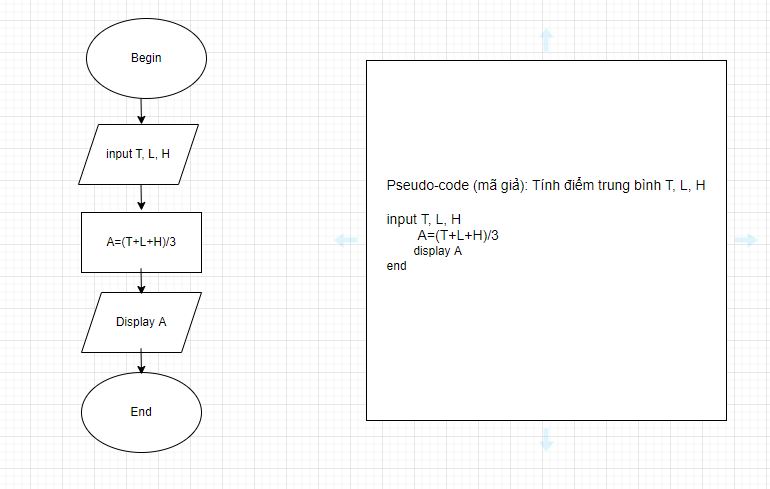 Begin
input T, L, H
A=(T+L+H)/3
Display A
End
Pseudo-code (mã giả): Tính điểm trung bình T, L, H
input T, L, H
A=(T+L+H)/3
display A
end